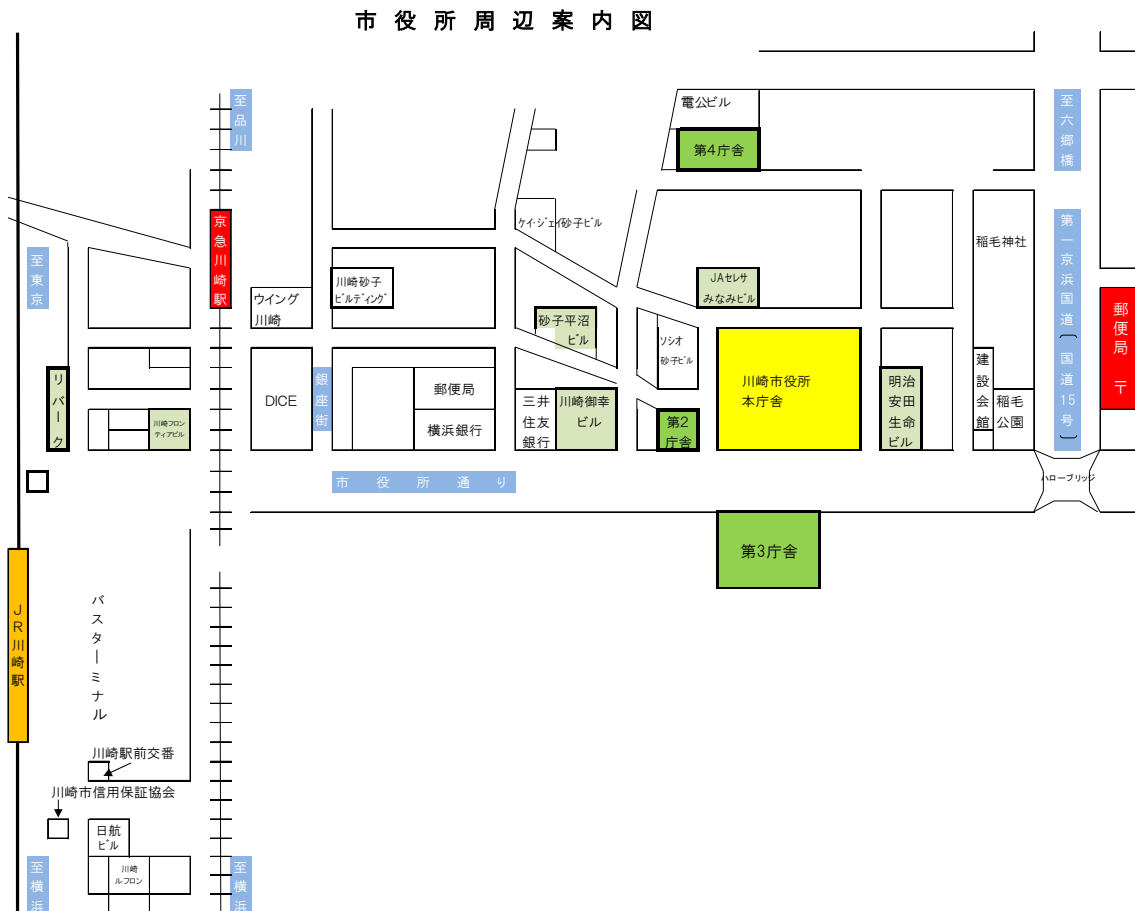 市役所周辺案内図
至品川
電公ビル
第4庁舎
至六郷橋
京急川崎駅
ケイ・ジェイ砂子ビル
稲毛神社
第一京浜国道〔国道15号〕
至東京
ウイング
川崎
川崎砂子
ビルディング
砂子平沼
ビル
JAセレサ
みなみビル
郵便局 〒
ソシオ
砂子ビル
リバーク
川崎フロン
ティアビル
DICE
銀座街
郵便局
横浜銀行
三井
住友
銀行
川崎御幸
ビル
第2
庁舎
川崎市役所
本庁舎
明治
安田
生命
ビル
建設会館
稲毛
公園
市役所通り
ハローブリッジ
第3庁舎
JR川崎駅
バスターミナル
川崎駅前交番
川崎市信用保証協会
日航
ビル
川崎
ルフロン
至横浜
至横浜